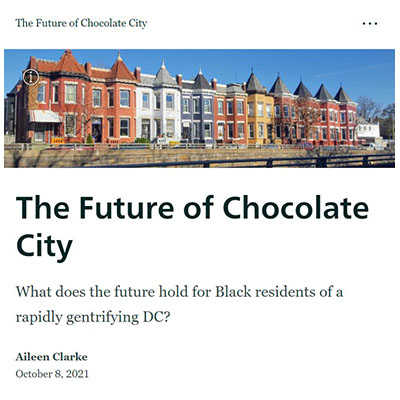 The Future of Chocolate City
The Future of Chocolate
City
What does the future hold for Black residents of a
rapidly gentrifying DC?
Aileen Clarke
October 8, 2021